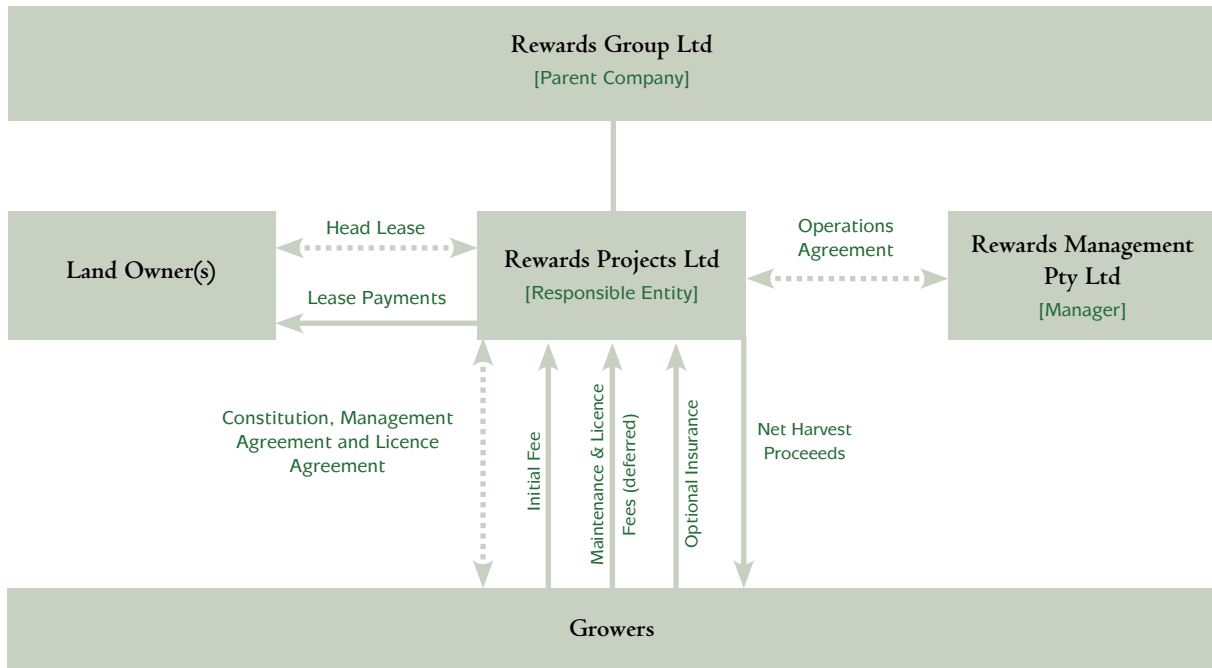 Rewards Group Ltd
[Parent Company]
Land Owner(s)
Head Lease
Lease Payments
Rewards Projects Ltd
[Responsible Entity]
Operations
Agreement
Rewards Management
Pty Ltd
[Manager]
Constitution, Management
Agreement and Licence
Agreement
Initial Fee
Maintenance & Licence
Fees (deferred)
Optional Insurance
Net Harvest
Proceeeds
Growers